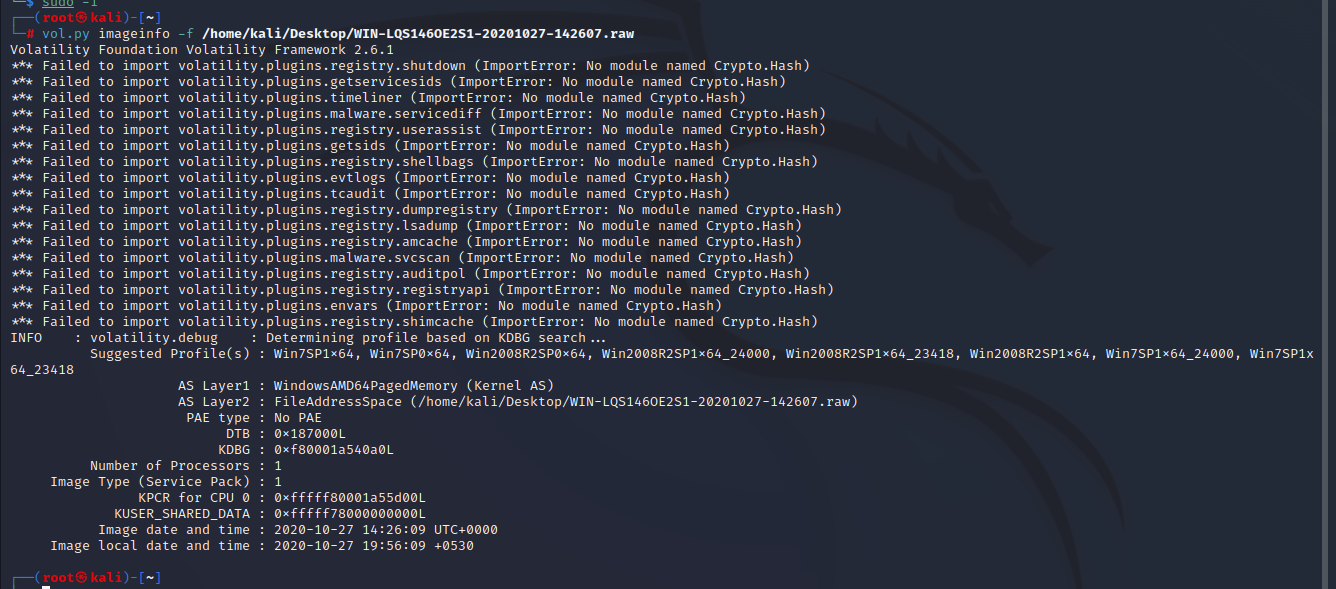 └─$ sudo -l
┌──(root㉿kali)-[~]
└─# vol.py imageinfo -f /home/kali/Desktop/WIN-LQS146OE2S1-20201027-142607.raw
Volatility Foundation Volatility Framework 2.6.1
*** Failed to import volatility.plugins.registry.shutdown (ImportError: No module named Crypto.Hash)
*** Failed to import volatility.plugins.getservicesids (ImportError: No module named Crypto.Hash)
*** Failed to import volatility.plugins.timeliner (ImportError: No module named Crypto.Hash)
*** Failed to import volatility.plugins.malware.servicediff (ImportError: No module named Crypto.Hash)
*** Failed to import volatility.plugins.registry.userassist (ImportError: No module named Crypto.Hash)
*** Failed to import volatility.plugins.getsids (ImportError: No module named Crypto.Hash)
*** Failed to import volatility.plugins.registry.shellbags (ImportError: No module named Crypto.Hash)
*** Failed to import volatility.plugins.evtlogs (ImportError: No module named Crypto.Hash)
*** Failed to import volatility.plugins.tcaudit (ImportError: No module named Crypto.Hash)
*** Failed to import volatility.plugins.registry.dumpregistry (ImportError: No module named Crypto.Hash)
*** Failed to import volatility.plugins.registry.lsadump (ImportError: No module named Crypto.Hash)
*** Failed to import volatility.plugins.registry.amcache (ImportError: No module named Crypto.Hash)
*** Failed to import volatility.plugins.malware.svcscan (ImportError: No module named Crypto.Hash)
*** Failed to import volatility.plugins.registry.auditpol (ImportError: No module named Crypto.Hash)
*** Failed to import volatility.plugins.registry.registryapi (ImportError: No module named Crypto.Hash)
*** Failed to import volatility.plugins.envars (ImportError: No module named Crypto.Hash)
*** Failed to import volatility.plugins.registry.shimcache (ImportError: No module named Crypto.Hash)
INFO    : volatility.debug    : Determining profile based on KDBG search...
Suggested Profile(s) : Win7SP1x64, Win7SP0x64, Win2008R2SP0x64, Win2008R2SP1x64_24000, Win2008R2SP1x64_23418, Win2008R2SP1x64, Win7SP1x64_24000, Win7SP1x
64_23418
AS Layer1 : WindowsAMD64PagedMemory (Kernel AS)
AS Layer2 : FileAddressSpace (/home/kali/Desktop/WIN-LQS146OE2S1-20201027-142607.raw)
PAE type : No PAE
DTB : 0x187000L
KDBG : 0xf80001a540a0L
Number of Processors : 1
Image Type (Service Pack) : 1
KPCR for CPU 0 : 0xfffff80001a55d00L
KUSER_SHARED_DATA : 0xfffff78000000000L
Image date and time : 2020-10-27 14:26:09 UTC+0000
Image local date and time : 2020-10-27 19:56:09 +0530
┌──(root㉿kali)-[~]